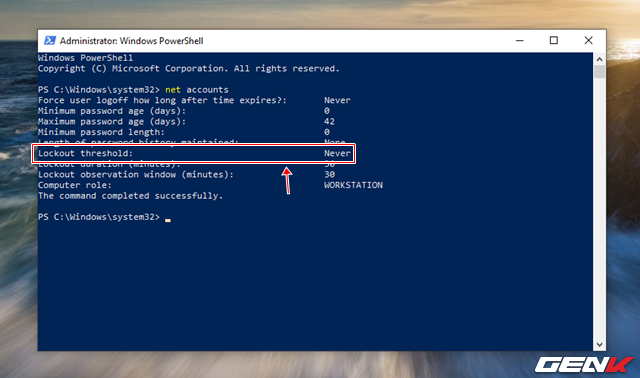 Administrator: Windows PowerShell
Windows PowerShell
Copyright (C) Microsoft Corporation. All rights reserved.
PS C:\Windows\system32> net accounts
Force user logoff how long after time expires?: Never
Minimum password age (days): 0
Maximum password age (days): 42
Minimum password length: 0
Length of password history maintained: None
Lockout threshold: Never
Lockout duration (minutes): 30
Lockout observation window (minutes): 30
Computer role: WORKSTATION
The command completed successfully.
PS C:\Windows\system32>
GENK